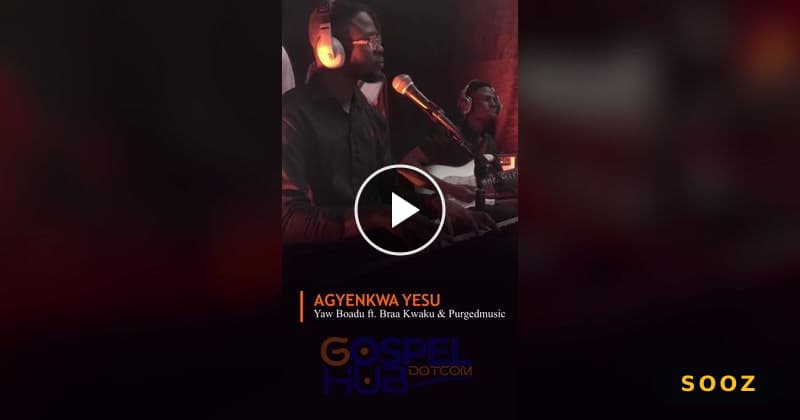 AGYENKWA YESU
Yaw Boadu ft. Braa Kwaku & Purgedmusic
GOSPEL
HUB DOTCOM
SOOZ